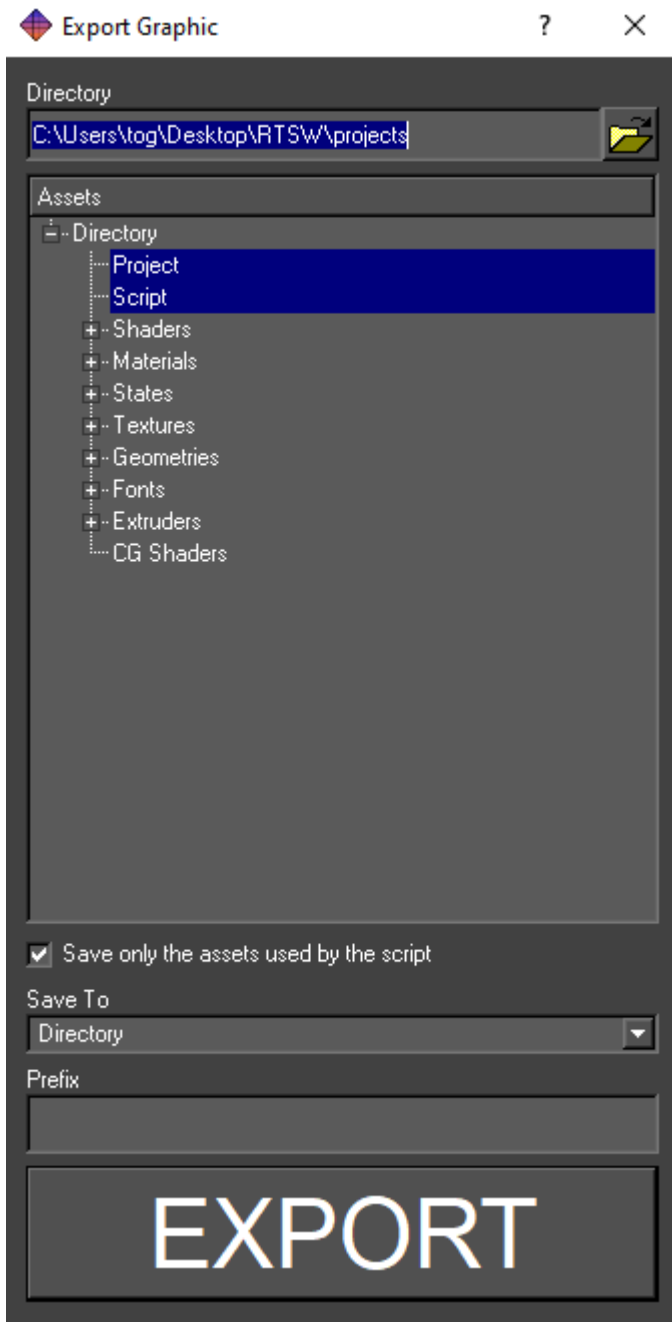 Export Graphic ?
Directory
C:\Users\tog\Desktop\RTSW\projects
Assets
Directory
Project
Script
Shaders
Materials
States
Textures
Geometries
Fonts
Extruders
CG Shaders
Save only the assets used by the script
Save To
Directory
Prefix
EXPORT